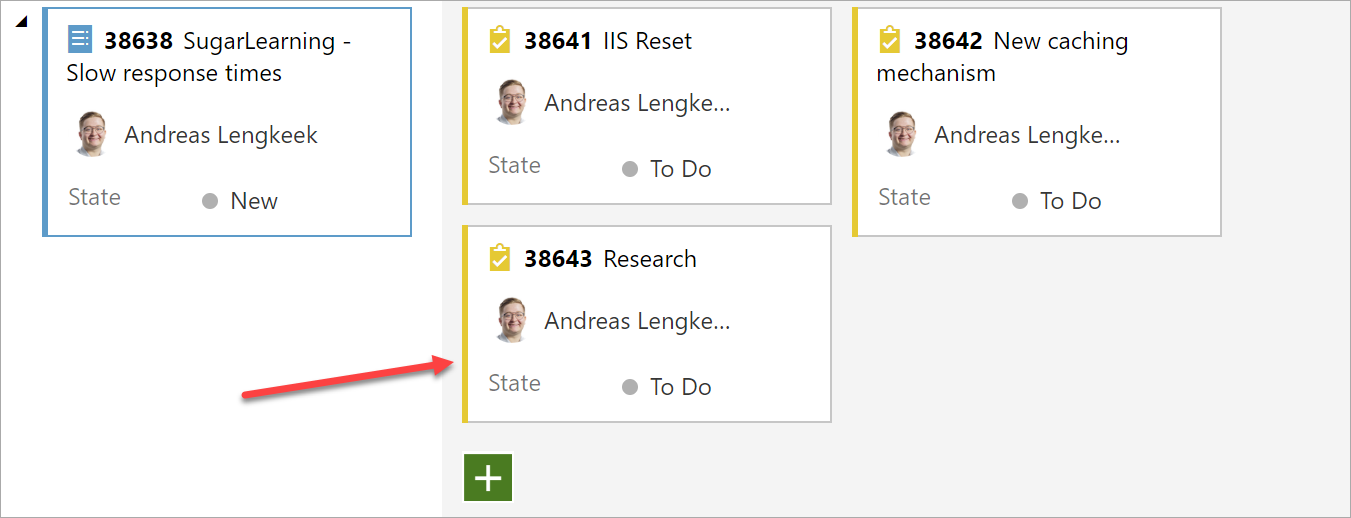 38638 SugarLearning -
Slow response times
Andreas Lengkeek
State New
38641 IIS Reset
Andreas Lengke...
State To Do
38642 New caching
mechanism
Andreas Lengke...
State To Do
38643 Research
Andreas Lengke...
State To Do